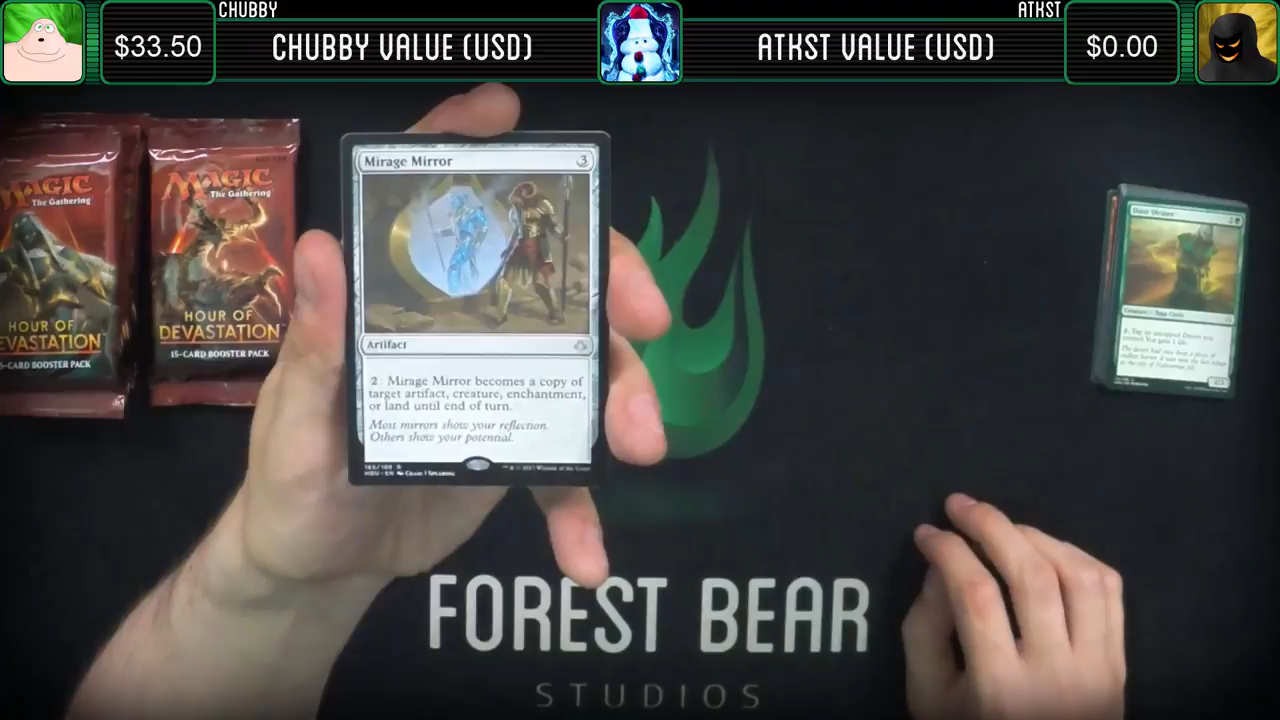 CHUBBY
ATKST
$33.50
CHUBBY VALUE (USD)
ATKST VALUE (USD)
$0.00
MAGIC
The Gathering
HOUR OF
EVASTATION
5-CARD BOOSTER PACK
MAGIC
The Gathering
HOUR OF
DEVASTATION
15-CARD BOOSTER PACK
Mirage Mirror 3
Artifact
2: Mirage Mirror becomes a copy of
target artifact, creature, enchantment,
or land until end of turn.
Most mirrors show your reflection.
Others show your potential.
FOREST BEAR
STUDIOS